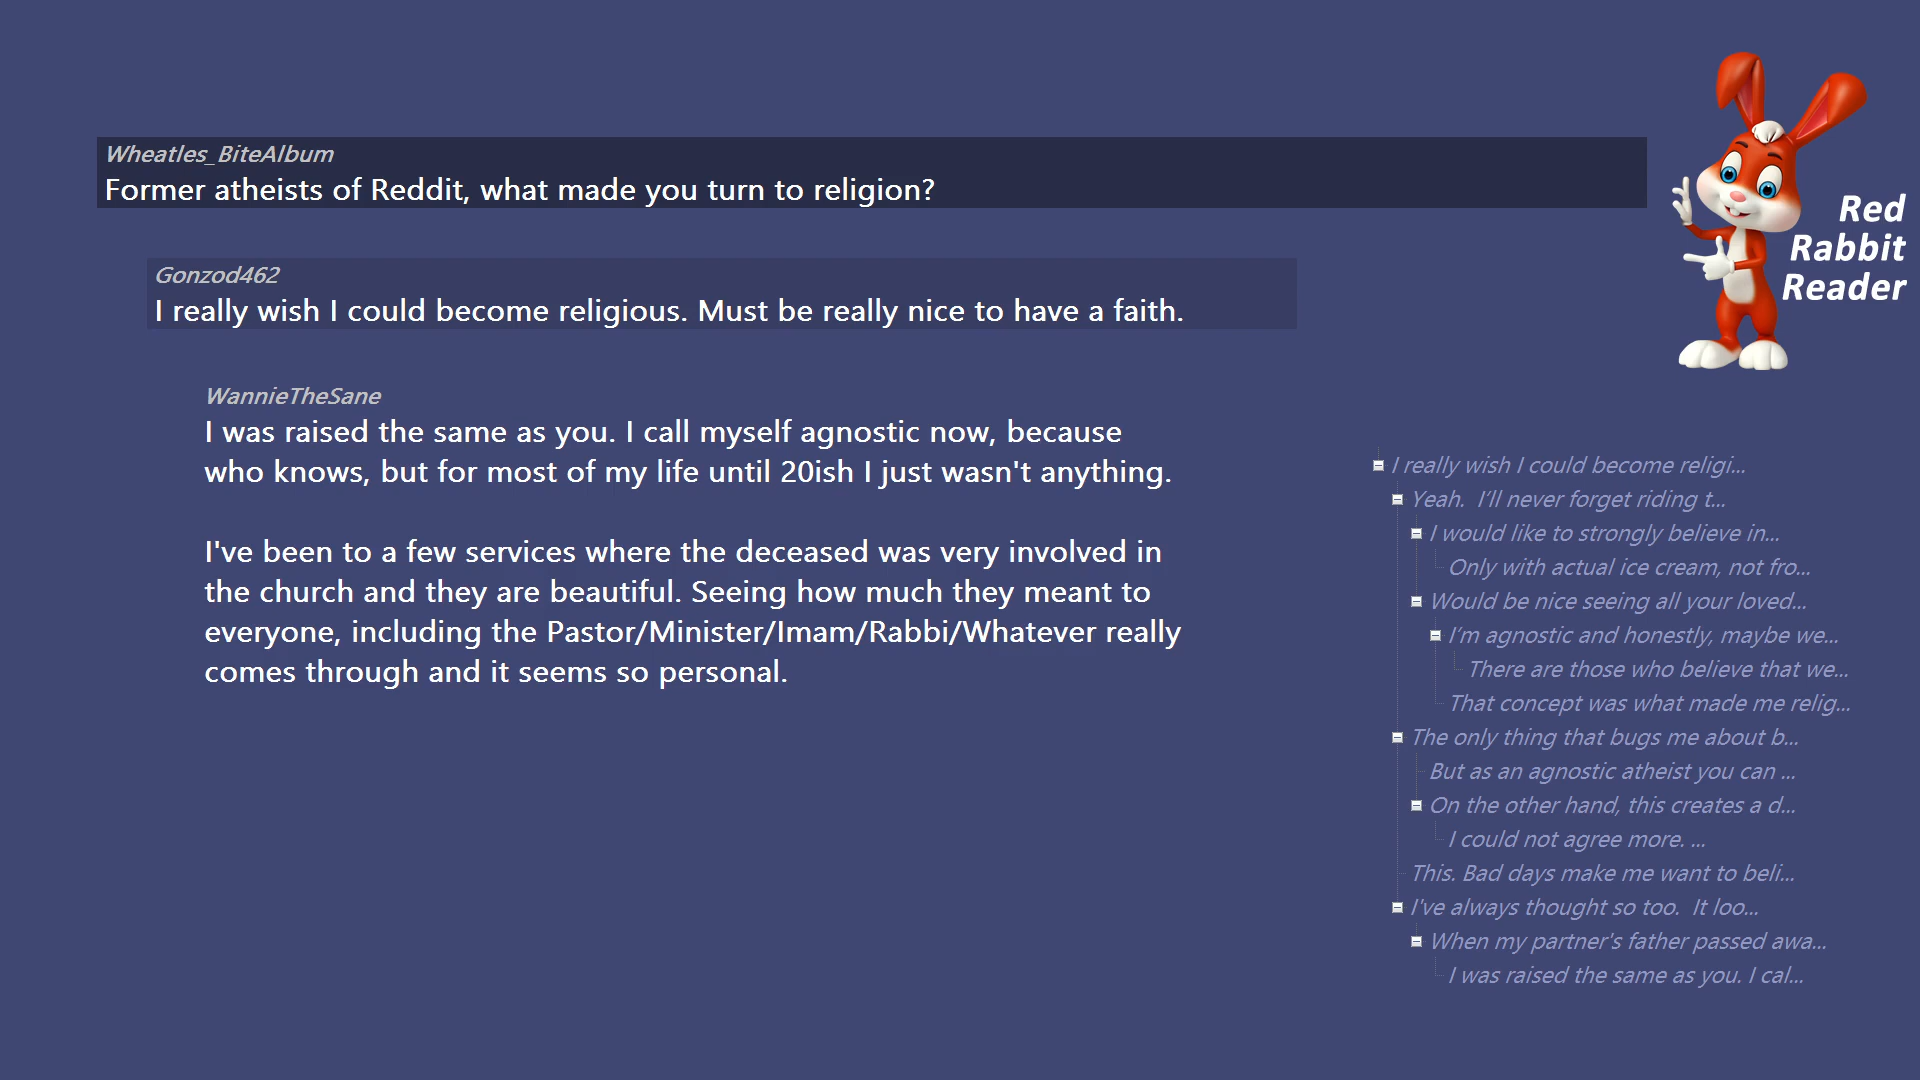 Wheatles_BiteAlbum
Former atheists of Reddit, what made you turn to religion?
Gonzod462
I really wish I could become religious. Must be really nice to have a faith.
WannieTheSane
I was raised the same as you. I call myself agnostic now, because
who knows, but for most of my life until 20ish I just wasn't anything.
I've been to a few services where the deceased was very involved in
the church and they are beautiful. Seeing how much they meant to
everyone, including the Pastor/Minister/Imam/Rabbi/Whatever really
comes through and it seems so personal.
Red
Rabbit
Reader
I really wish I could become religi...
Yeah.  I’ll never forget riding t...
I would like to strongly believe in...
Only with actual ice cream, not fro...
Would be nice seeing all your loved...
I’m agnostic and honestly, maybe we...
There are those who believe that we...
That concept was what made me relig...
The only thing that bugs me about b...
But as an agnostic atheist you can ...
On the other hand, this creates a d...
I could not agree more. ...
This. Bad days make me want to beli...
I've always thought so too.  It loo...
When my partner's father passed awa...
I was raised the same as you. I cal...